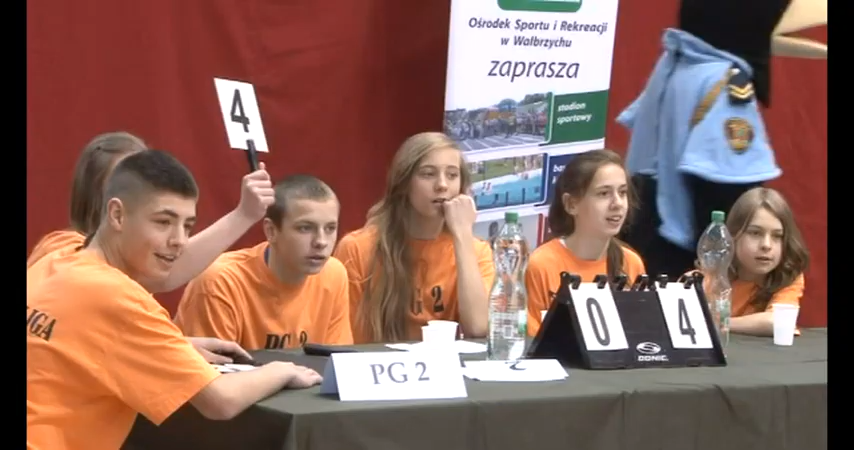 Ośrodek Sportu i Rekreacji
w Wałbrzychu
zaprasza
stadion
sportowy
4
PG 2
0 4
DONIC
PG 2